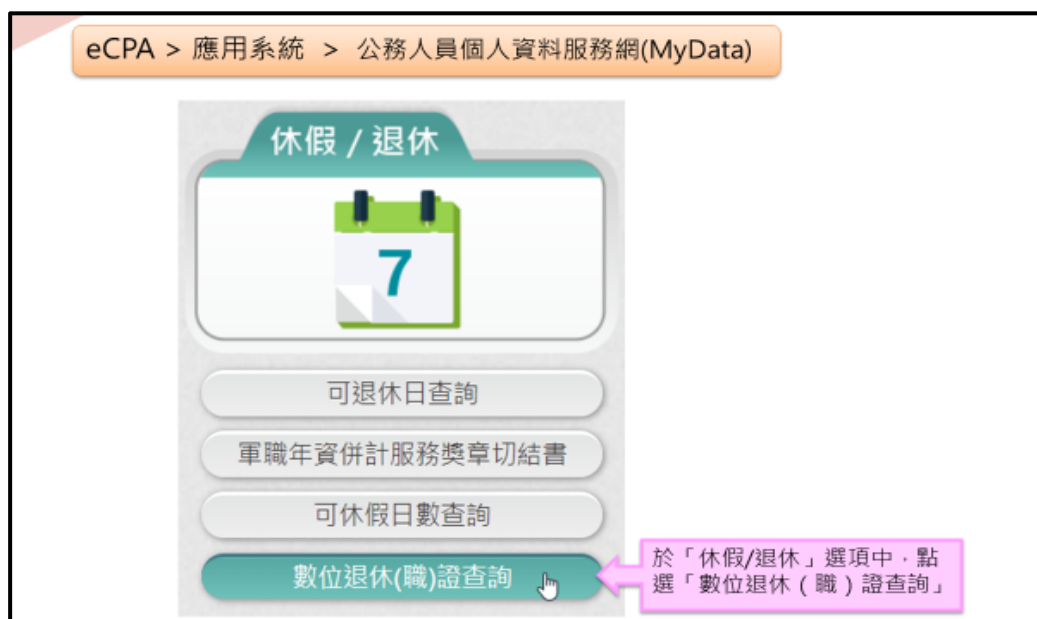 eCPA > 應用系統 > 公務人員個人資料服務網(MyData)
休假 / 退休
7
可退休日查詢
軍職年資併計服務獎章切結書
可休假日數查詢
數位退休(職)證查詢
於「休假/退休」選項中，點
選「數位退休（職）證查詢」